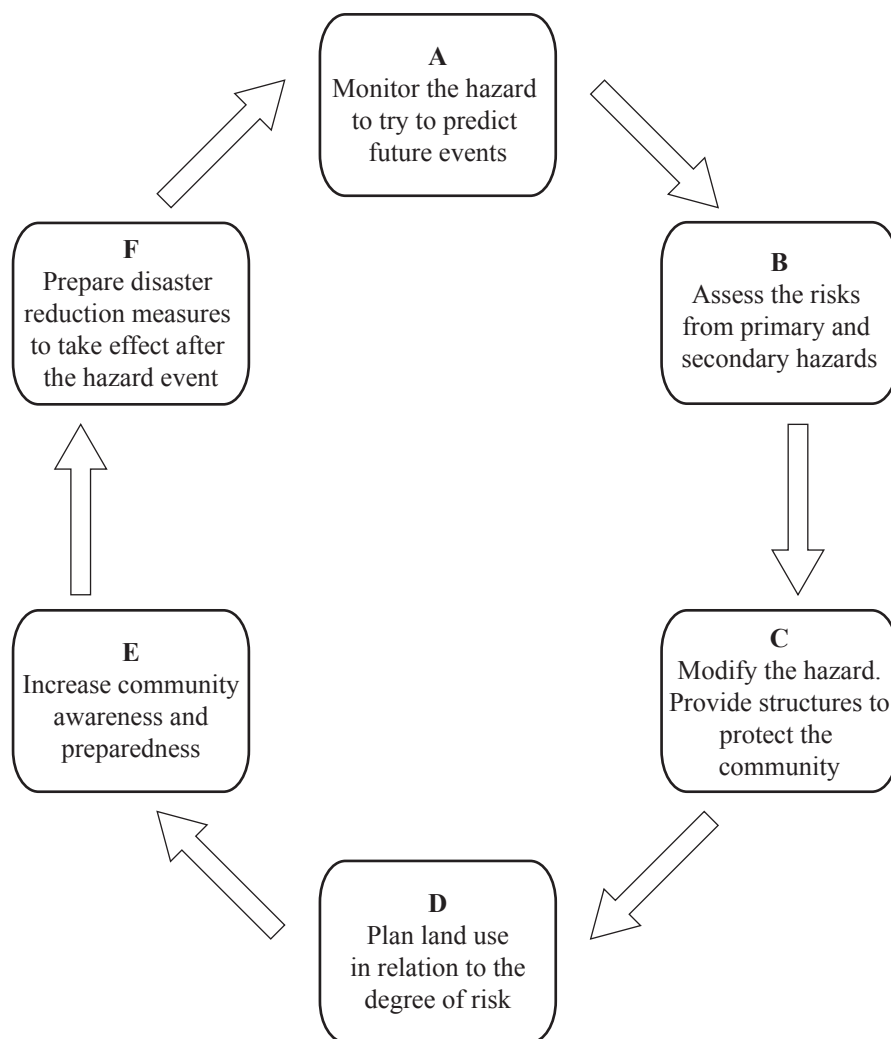 A
Monitor the hazard
to try to predict
future events
B
Assess the risks
from primary and
secondary hazards
C
Modify the hazard.
Provide structures to
protect the
community
D
Plan land use
in relation to the
degree of risk
E
Increase community
awareness and
preparedness
F
Prepare disaster
reduction measures
to take effect after
the hazard event